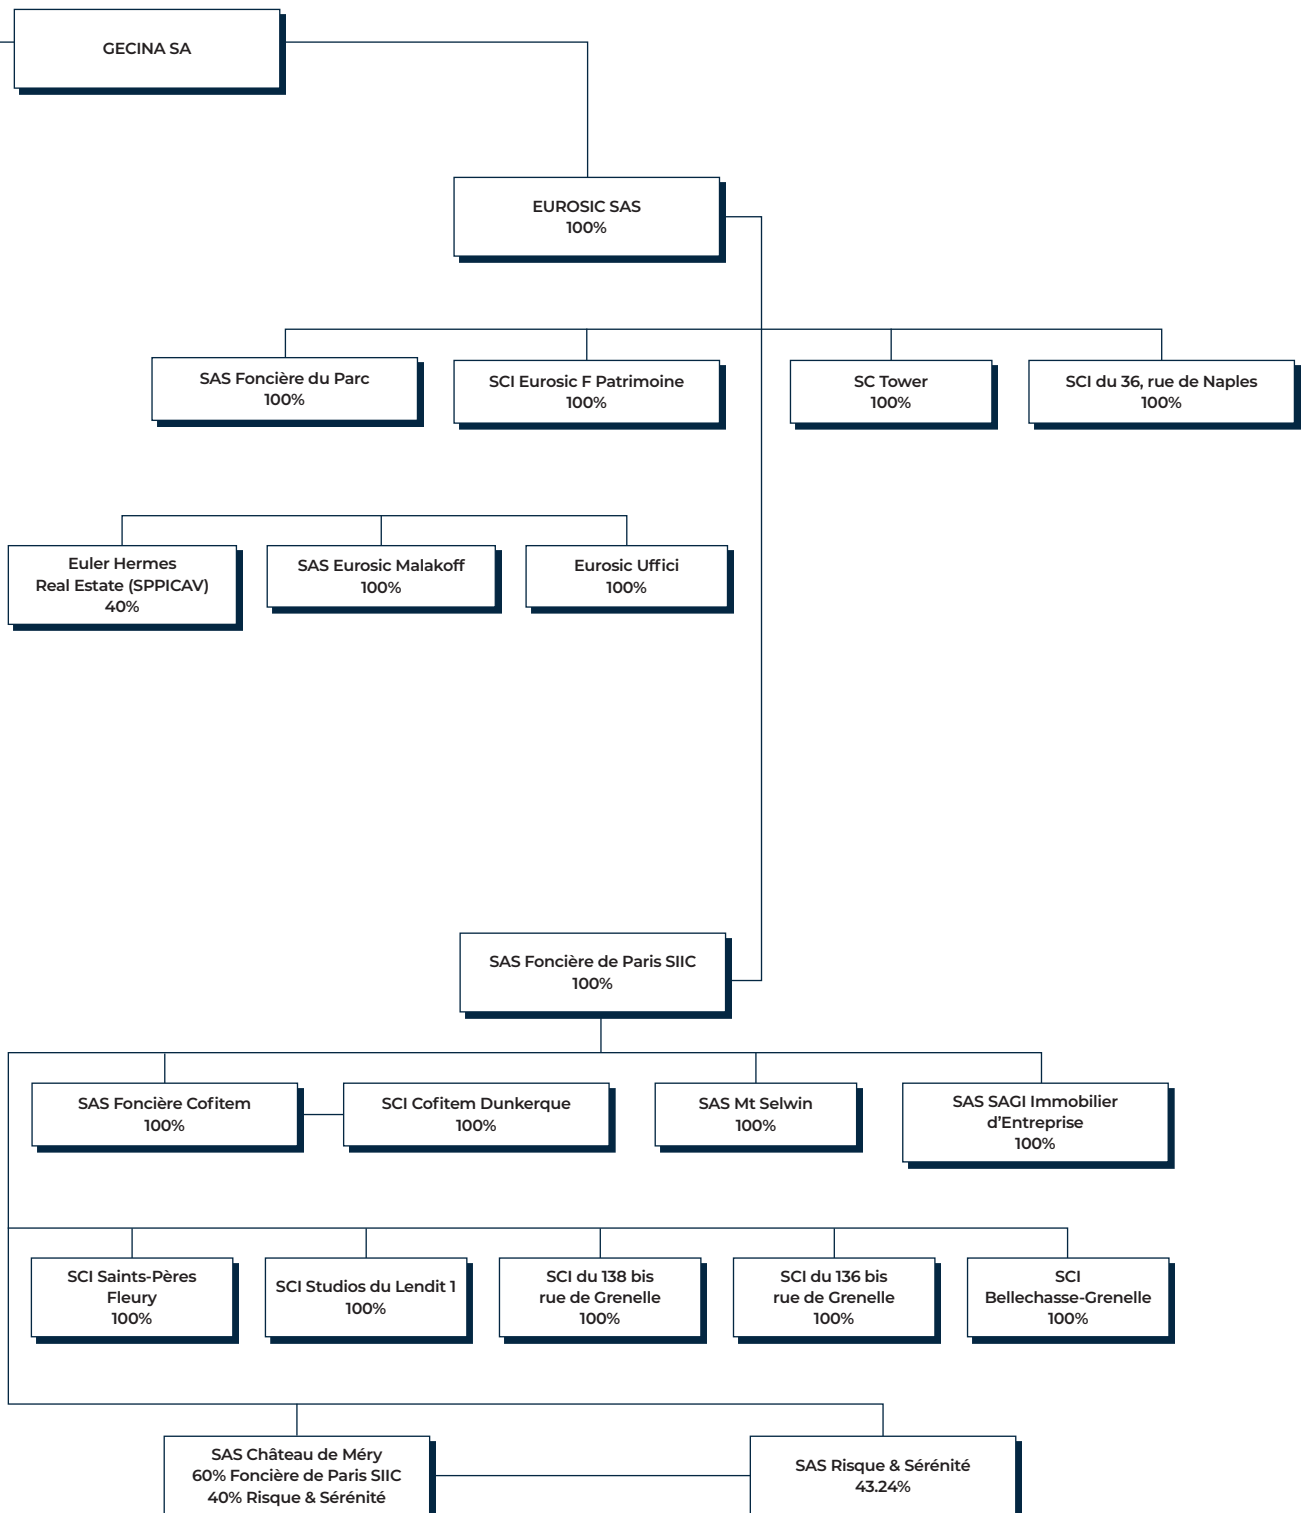 GECINA SA
EUROSIC SAS
100%
SAS Foncière du Parc
100%
SCI Eurosic F Patrimoine
100%
SC Tower
100%
SCI du 36, rue de Naples
100%
Euler Hermes
Real Estate (SPPICAV)
40%
SAS Eurosic Malakoff
100%
Eurosic Uffici
100%
SAS Foncière de Paris SIIC
100%
SAS Foncière Cofitem
100%
SCI Cofitem Dunkerque
100%
SAS Mt Selwin
100%
SAS SAGI Immobilier
d’Entreprise
100%
SCI Saints-Pères
Fleury
100%
SCI Studios du Lendit 1
100%
SCI du 138 bis
rue de Grenelle
100%
SCI du 136 bis
rue de Grenelle
100%
SCI
Bellechasse-Grenelle
100%
SAS Château de Méry
60% Foncière de Paris SIIC
40% Risque & Sérénité
SAS Risque & Sérénité
43.24%